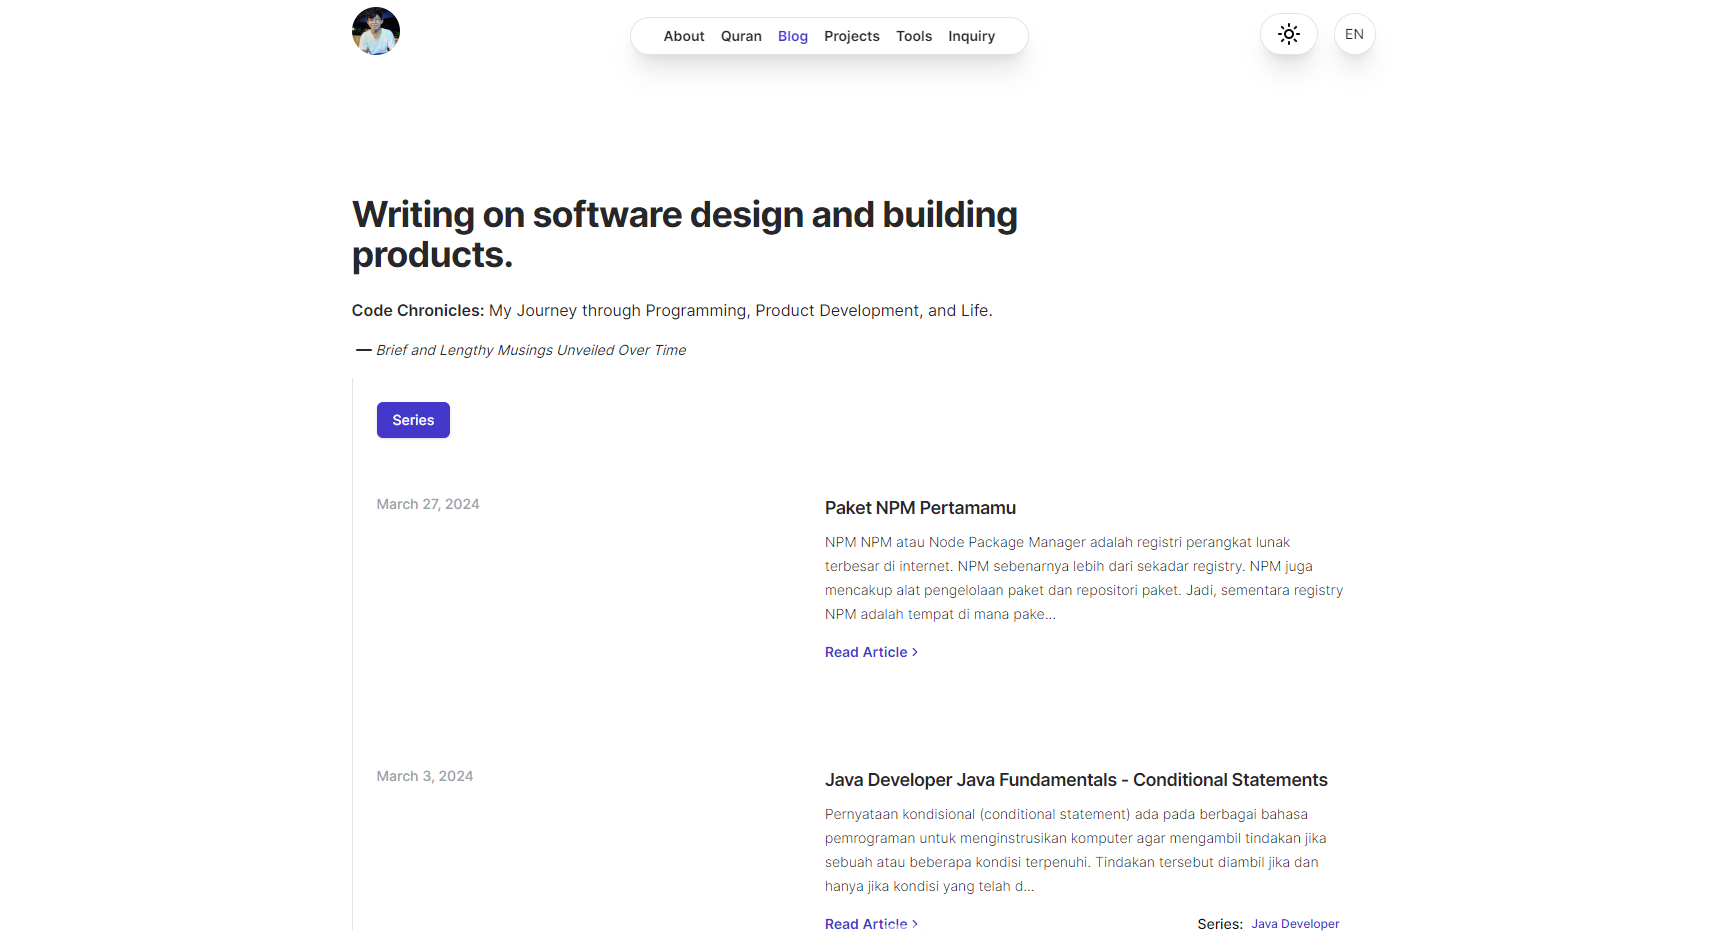 About Quran Blog Projects Tools Inquiry
EN
Writing on software design and building
products.
Code Chronicles: My Journey through Programming, Product Development, and Life.
— Brief and Lengthy Musings Unveiled Over Time
Series
March 27, 2024
Paket NPM Pertamamu
NPM NPM atau Node Package Manager adalah registri perangkat lunak
terbesar di internet. NPM sebenarnya lebih dari sekadar registry. NPM juga
mencakup alat pengelolaan paket dan repositori paket. Jadi, sementara registry
NPM adalah tempat di mana pake...
Read Article >
March 3, 2024
Java Developer Java Fundamentals - Conditional Statements
Pernyataan kondisional (conditional statement) ada pada berbagai bahasa
pemrograman untuk menginstrusikan komputer agar mengambil tindakan jika
sebuah atau beberapa kondisi terpenuhi. Tindakan tersebut diambil jika dan
hanya jika kondisi yang telah d...
Read Article >
Series: Java Developer